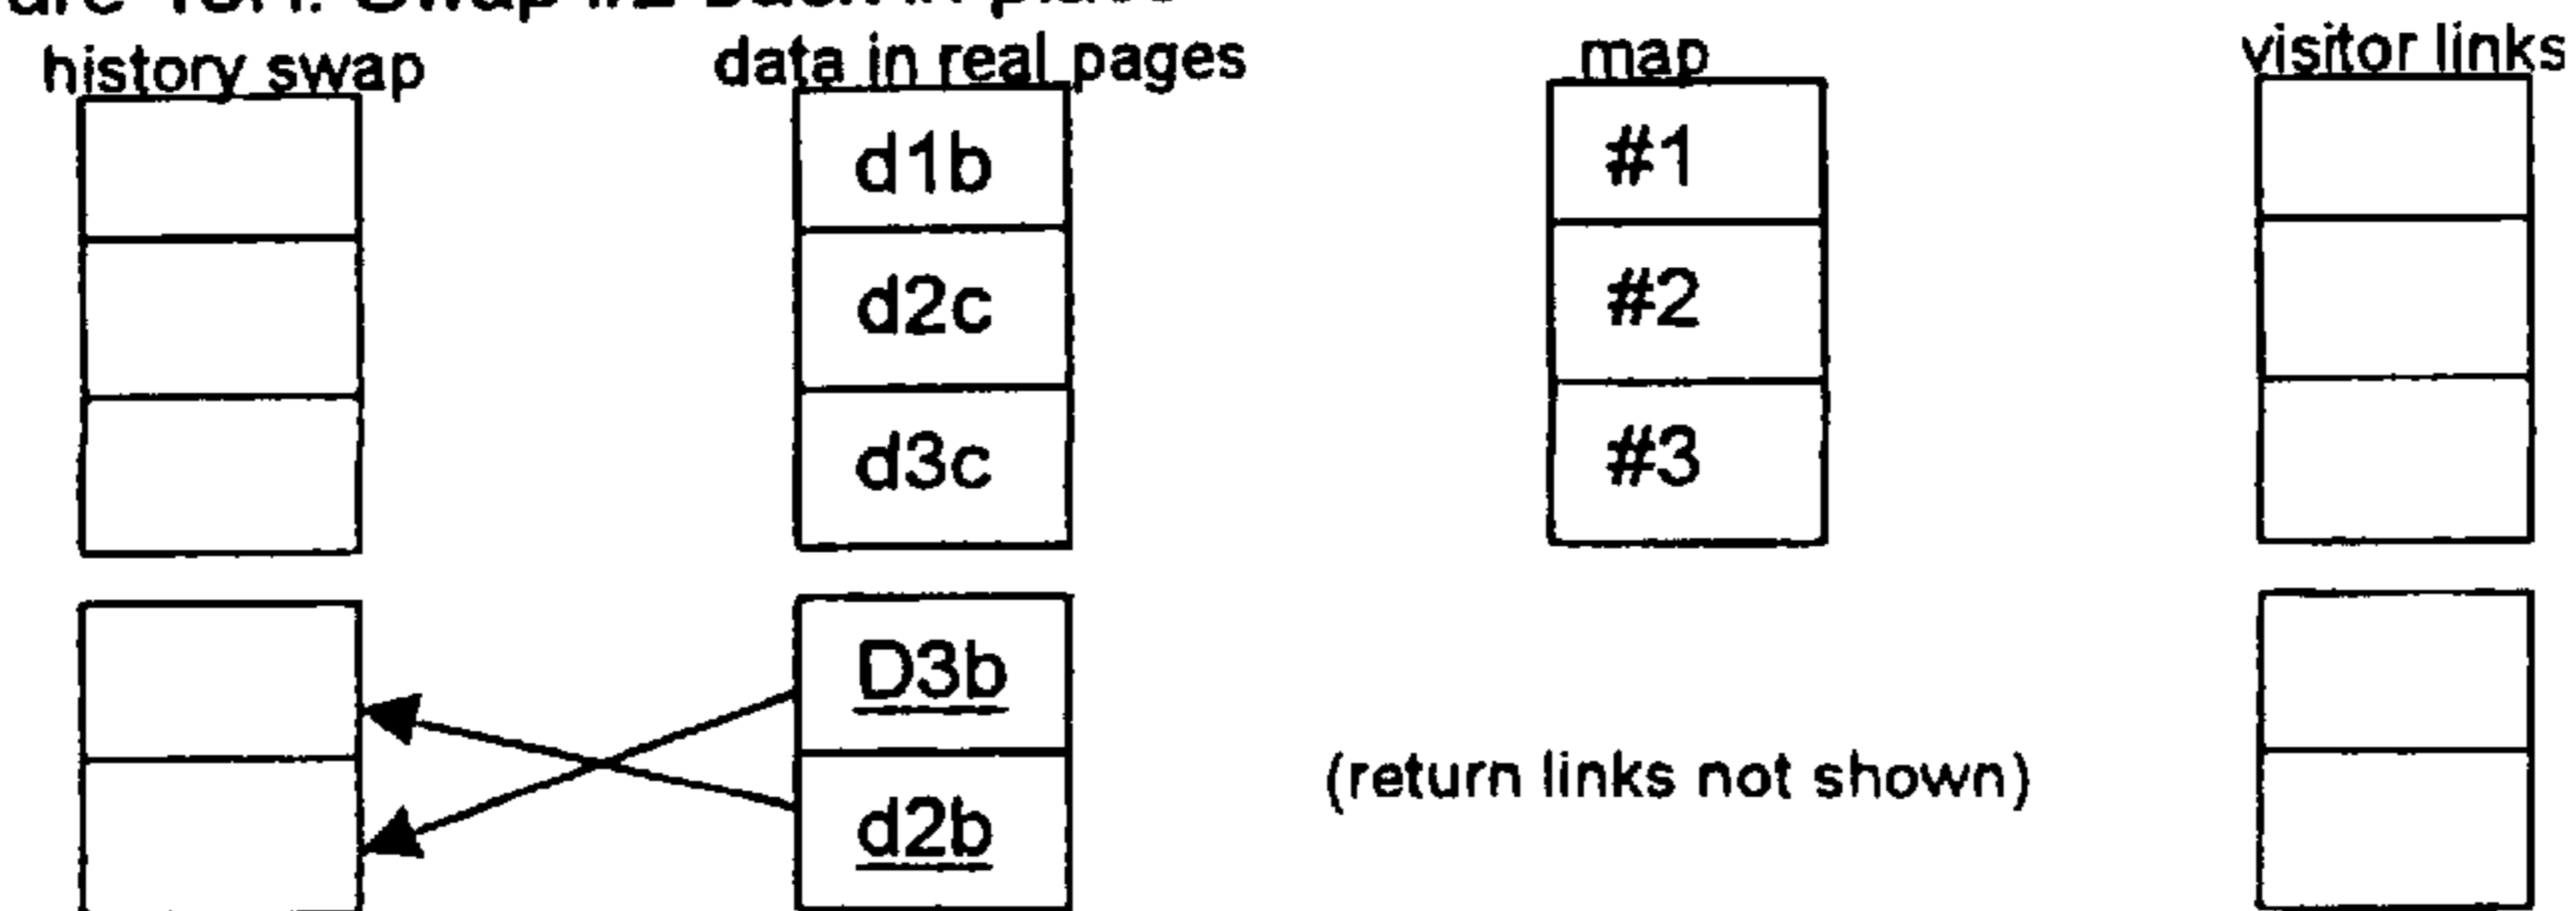 history swap data in real pages map visitor links
d1b #1
d2c #2
d3c #3
D3b
(return links not shown)
d2b